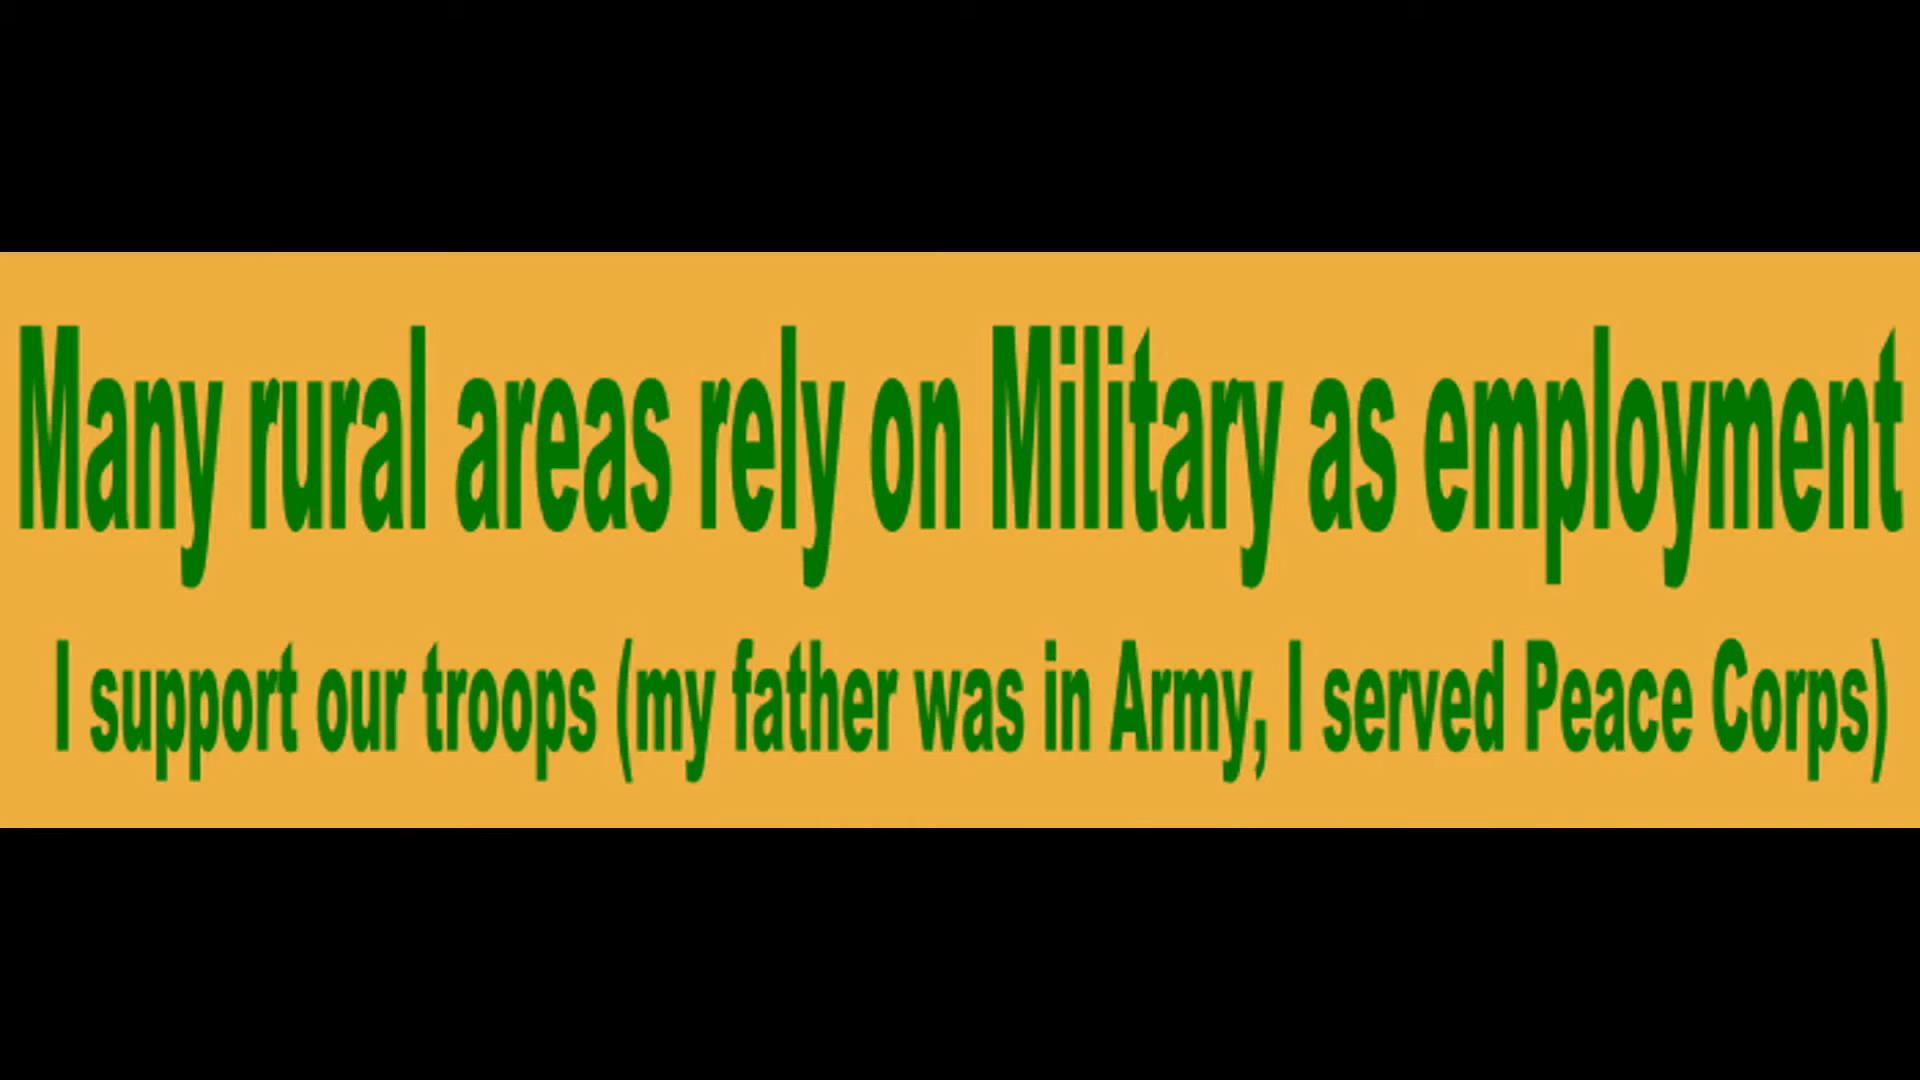 Many rural areas rely on Military as employment
I support our troops (my father was in Army, I served Peace Corps)